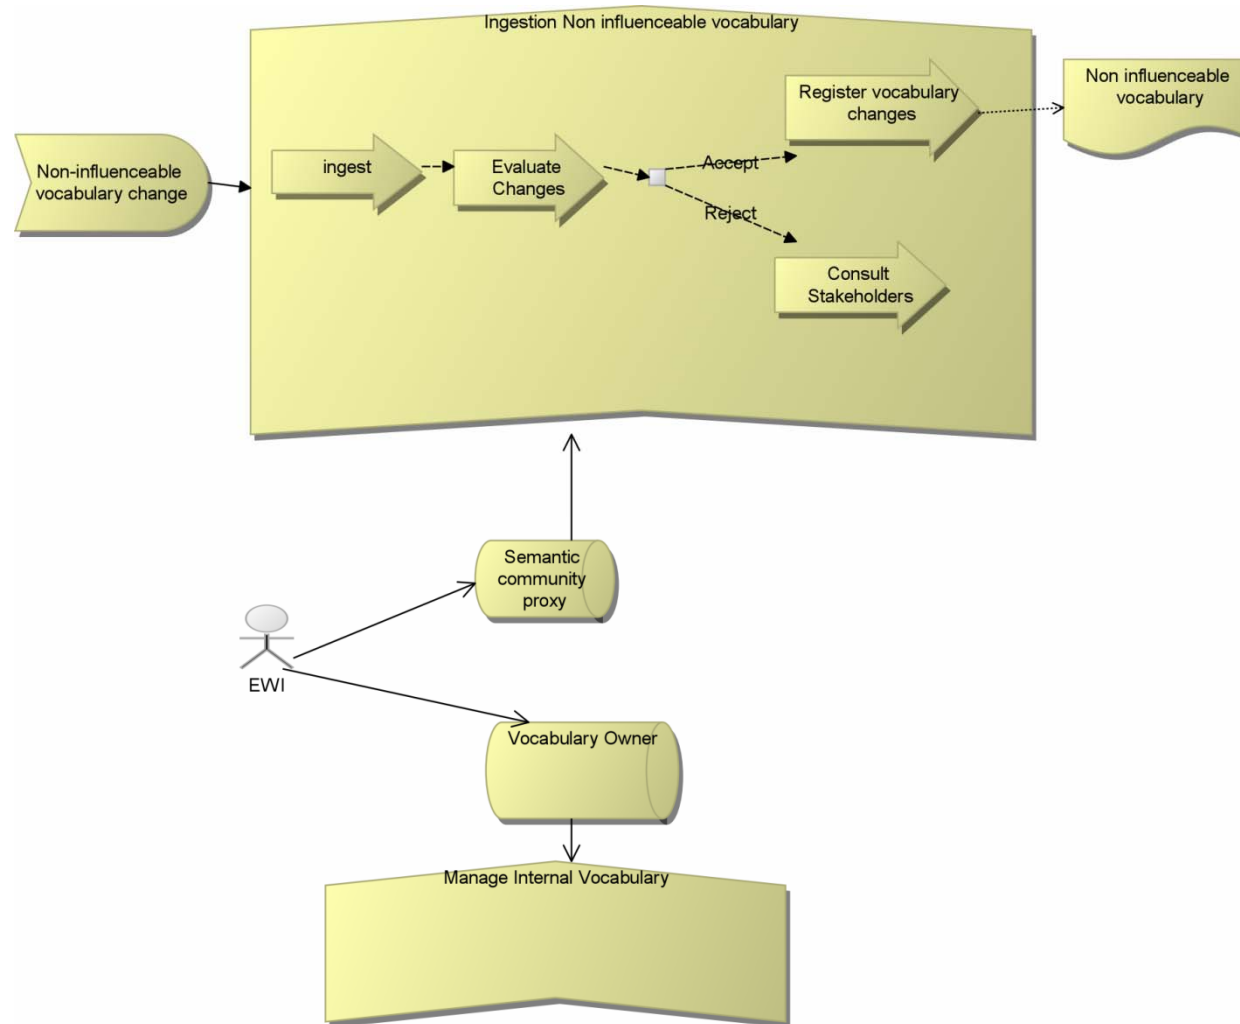 Ingestion Non influenceable vocabulary
Non-influenceable
vocabulary change
ingest
Evaluate
Changes
Accept
Reject
Register vocabulary
changes
Consult
Stakeholders
Non influenceable
vocabulary
Semantic
community
proxy
EWI
Vocabulary Owner
Manage Internal Vocabulary